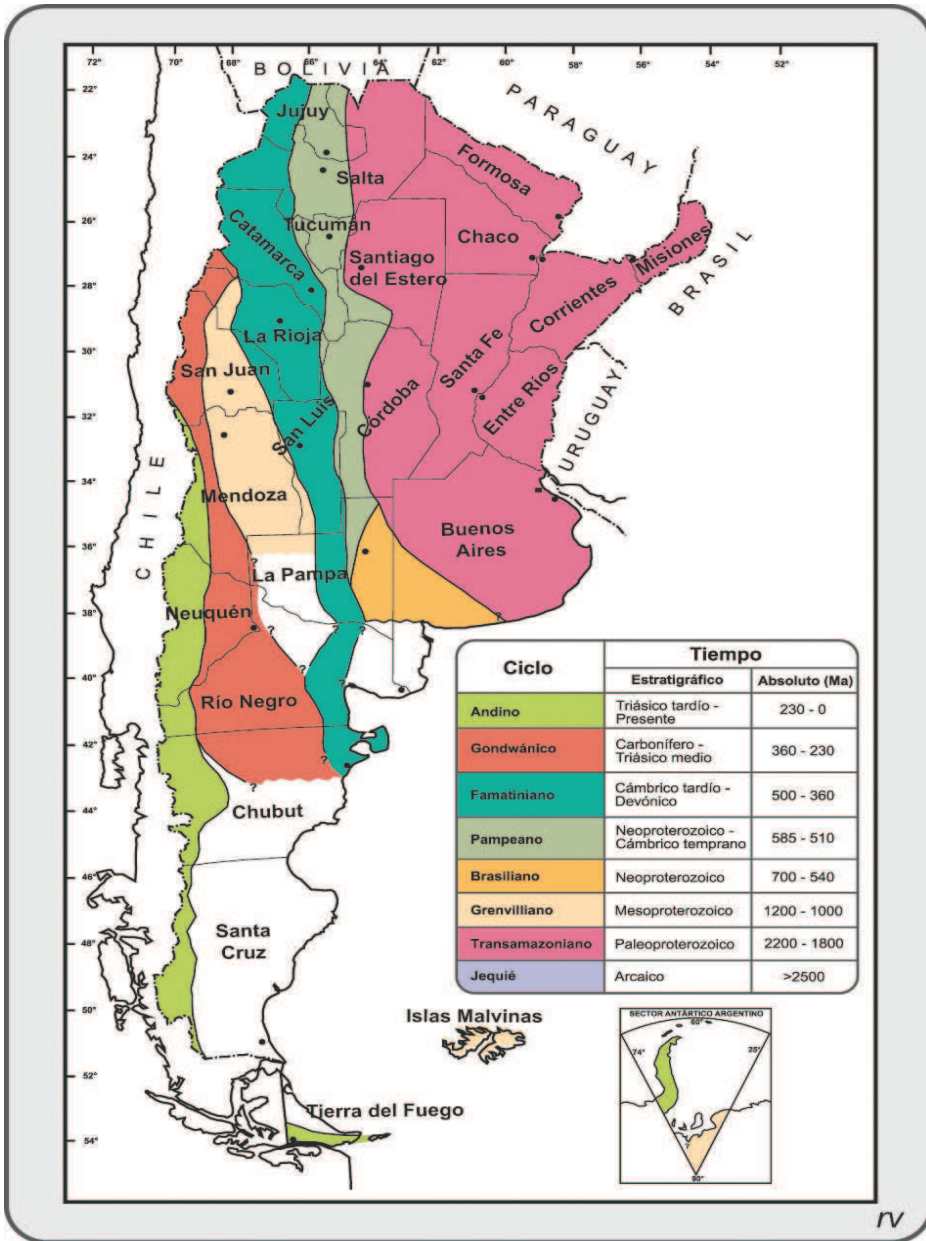 72° 70° 68° 66° 64° 62° 60° 58° 56° 54° 52°
BOLIVIA
PARAGUAY
BRASIL
URUGUAY
CHILE
22°
24°
26°
28°
30°
32°
34°
36°
38°
40°
42°
44°
46°
48°
50°
52°
54°
Jujuy
Salta
Formosa
Tucumán
Catamarca
Santiago
del Estero
Chaco
Misiones
Corrientes
La Rioja
San Juan
Santa Fe
Córdoba
Entre Ríos
San Luis
Mendoza
Buenos
Aires
La Pampa
Neuquén
Río Negro
Chubut
Santa
Cruz
Islas Malvinas
Tierra del Fuego
?
?
?
?
?
?
?
?
?
Ciclo Tiempo
Estratigráfico Absoluto (Ma)
Andino Triásico tardío - Presente 230 - 0
Gondwánico Carbonífero - Triásico medio 360 - 230
Famatiniano Cámbrico tardío - Devónico 500 - 360
Pampeano Neoproterozoico - Cámbrico temprano 585 - 510
Brasiliano Neoproterozoico 700 - 540
Grenvilliano Mesoproterozoico 1200 - 1000
Transamazoniano Paleoproterozoico 2200 - 1800
Jequié Arcaico >2500
SECTOR ANTÁRTICO ARGENTINO
60°
74° 25°
?
90°
rv